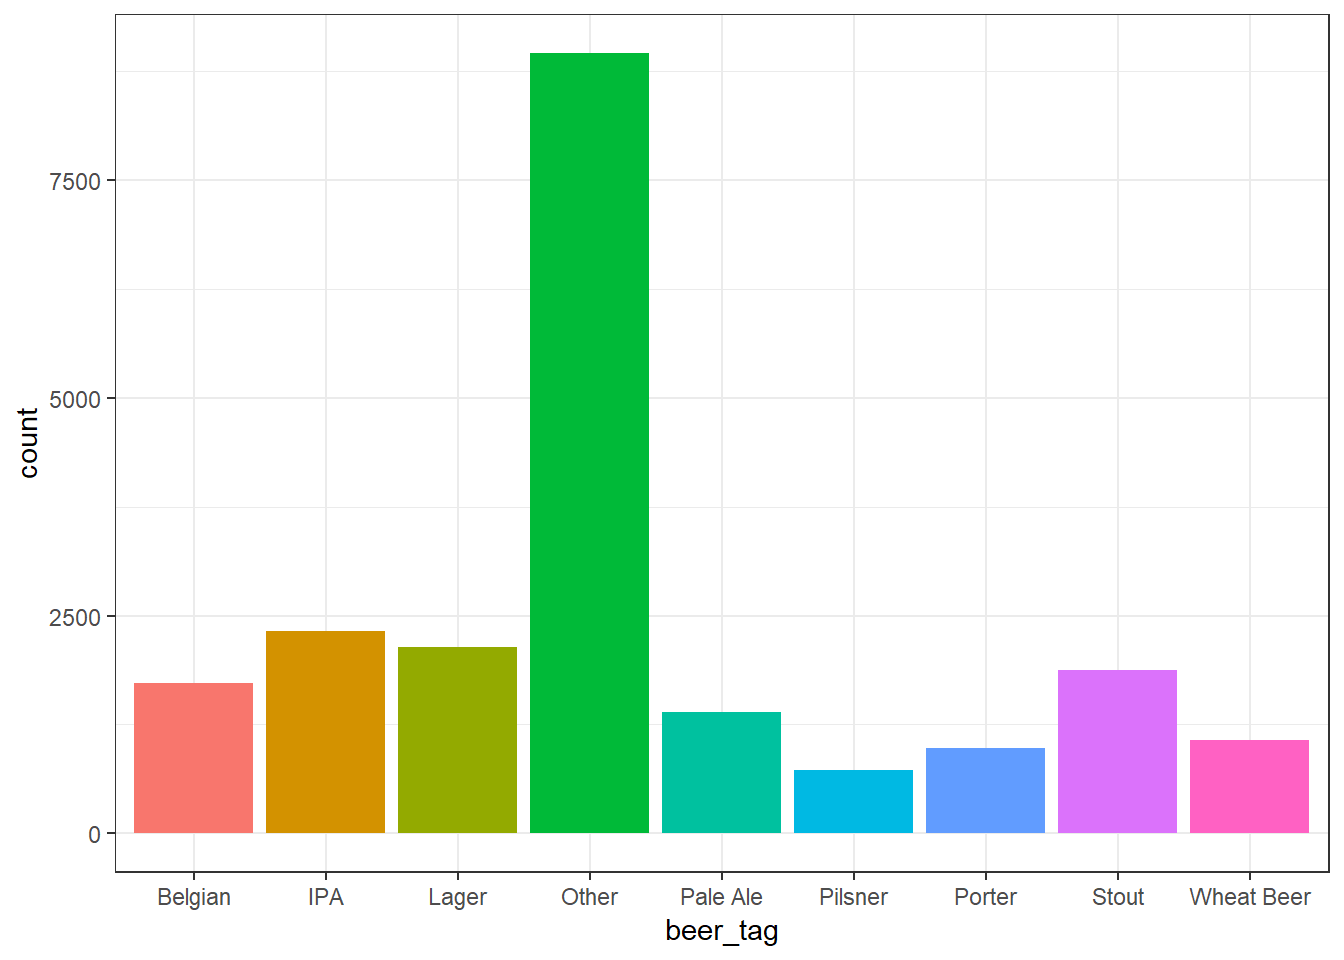 count
7500
5000
2500
0
Belgian IPA Lager Other Pale Ale Pilsner Porter Stout Wheat Beer
beer_tag